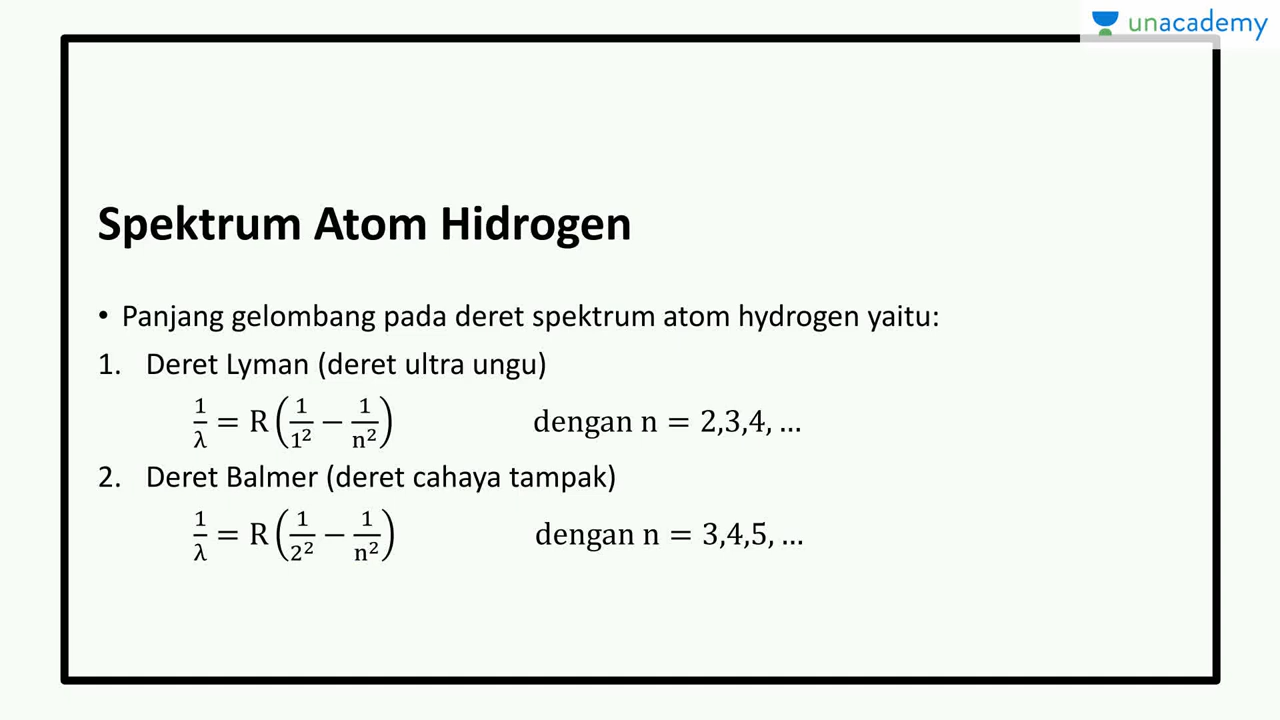 unacademy
Spektrum Atom Hidrogen
• Panjang gelombang pada deret spektrum atom hydrogen yaitu:
1. Deret Lyman (deret ultra ungu)
1/λ = R(1/1² − 1/n²) dengan n = 2,3,4, …
2. Deret Balmer (deret cahaya tampak)
1/λ = R(1/2² − 1/n²) dengan n = 3,4,5, …